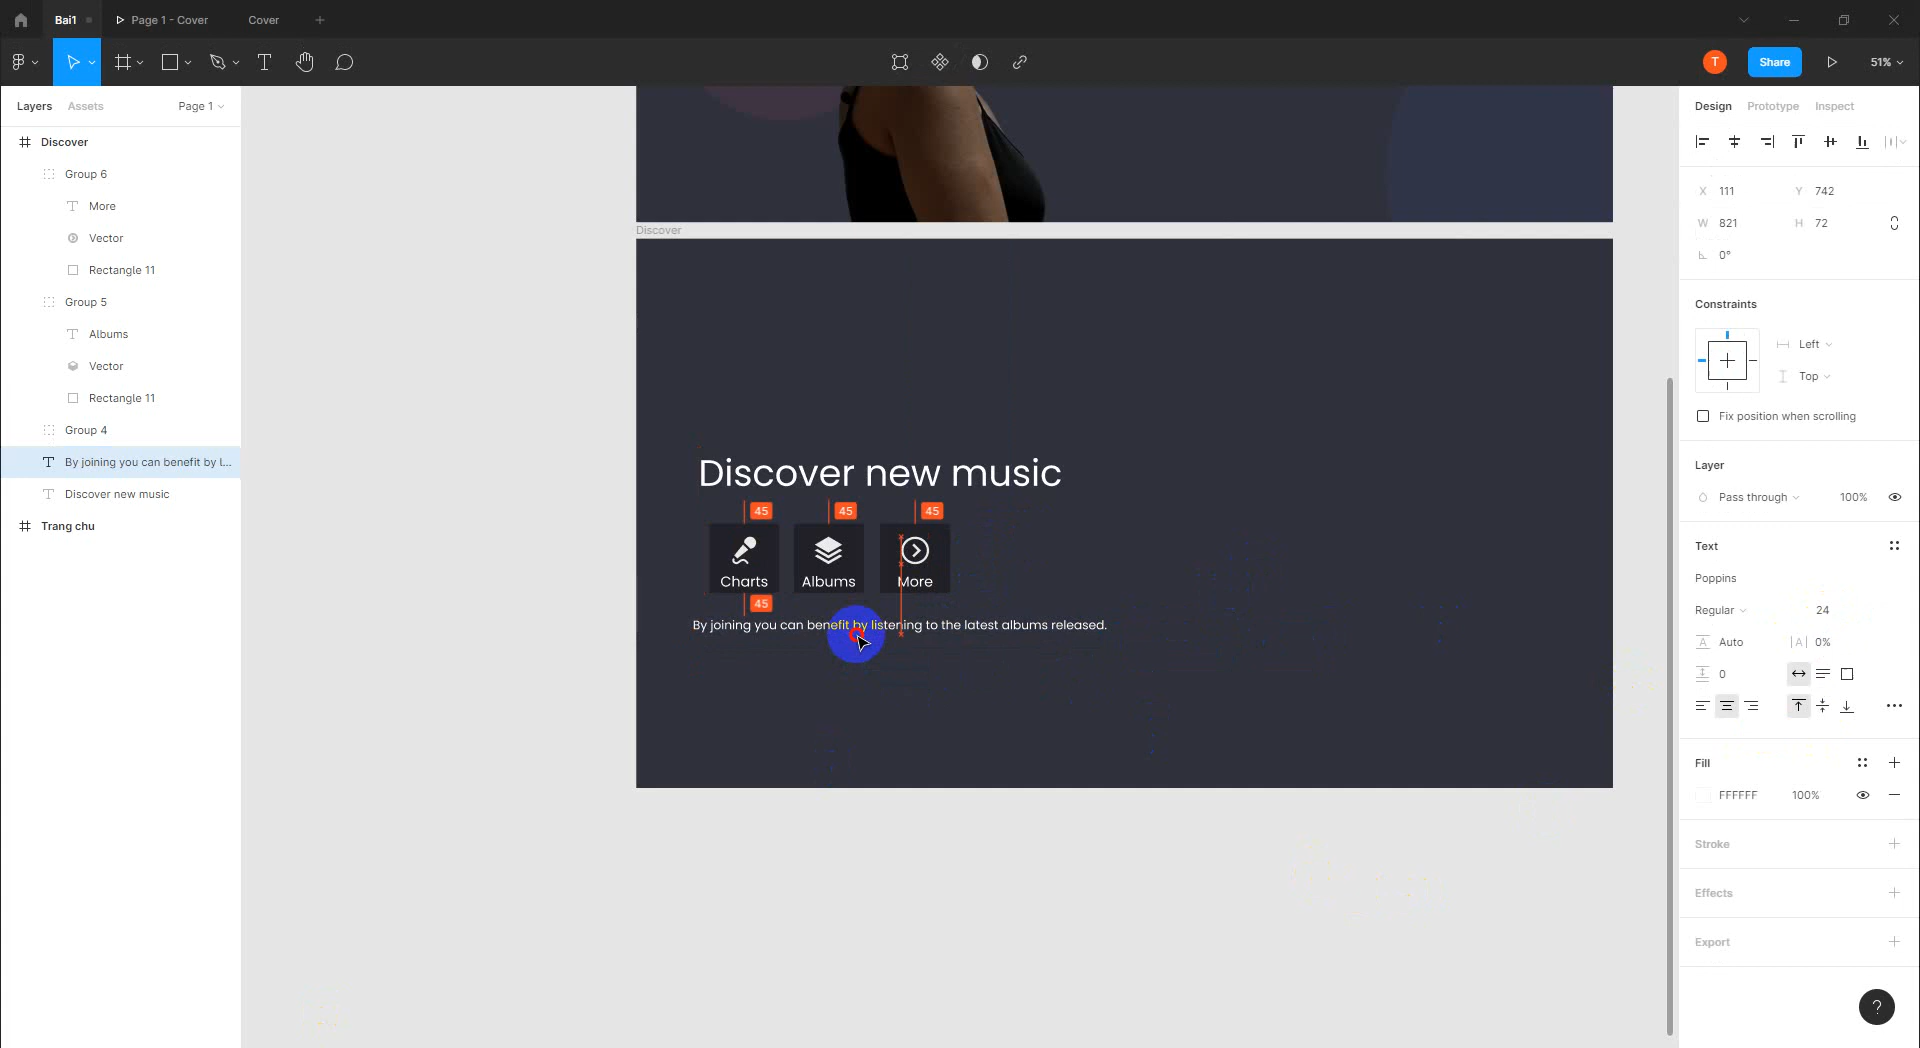 Bai1
Page 1 - Cover
Cover
Share
51%
Layers
Assets
Page 1
Discover
Group 6
More
Vector
Rectangle 11
Group 5
Albums
Vector
Rectangle 11
Group 4
By joining you can benefit by l...
Discover new music
Trang chu
Discover
Discover new music
45
45
45
Charts
Albums
More
45
By joining you can benefit by listening to the latest albums released.
T
Design
Prototype
Inspect
X 111
Y 742
W 821
H 72
0°
Constraints
Left
Top
Fix position when scrolling
Layer
Pass through
100%
Text
Poppins
Regular
24
Auto
|A| 0%
0
Fill
FFFFFF
100%
Stroke
Effects
Export
?